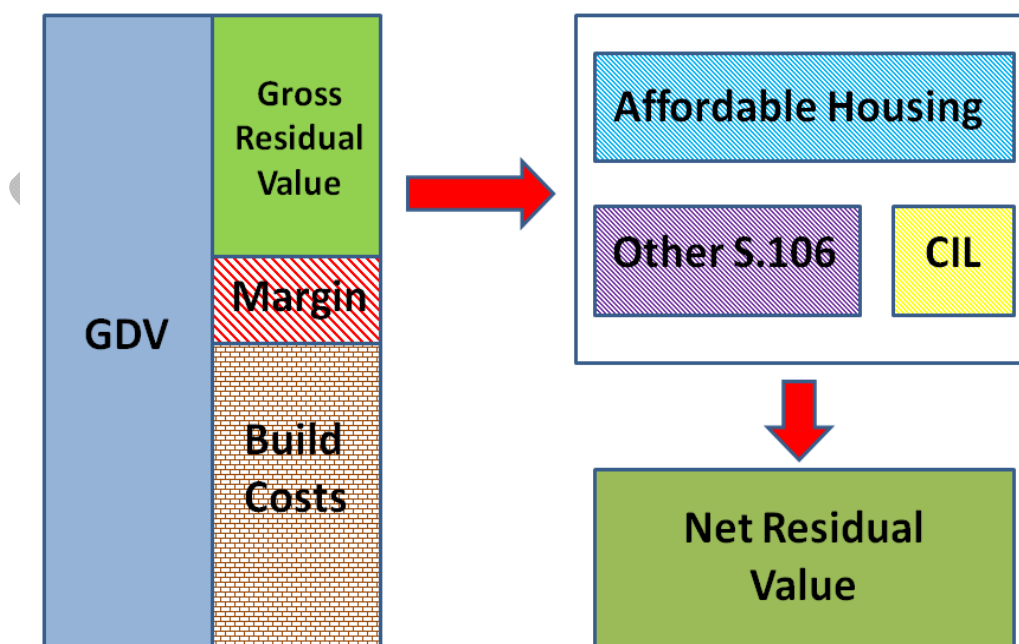 GDV
Gross
Residual
Value
Margin
Build
Costs
Affordable Housing
Other S.106
CIL
Net Residual
Value